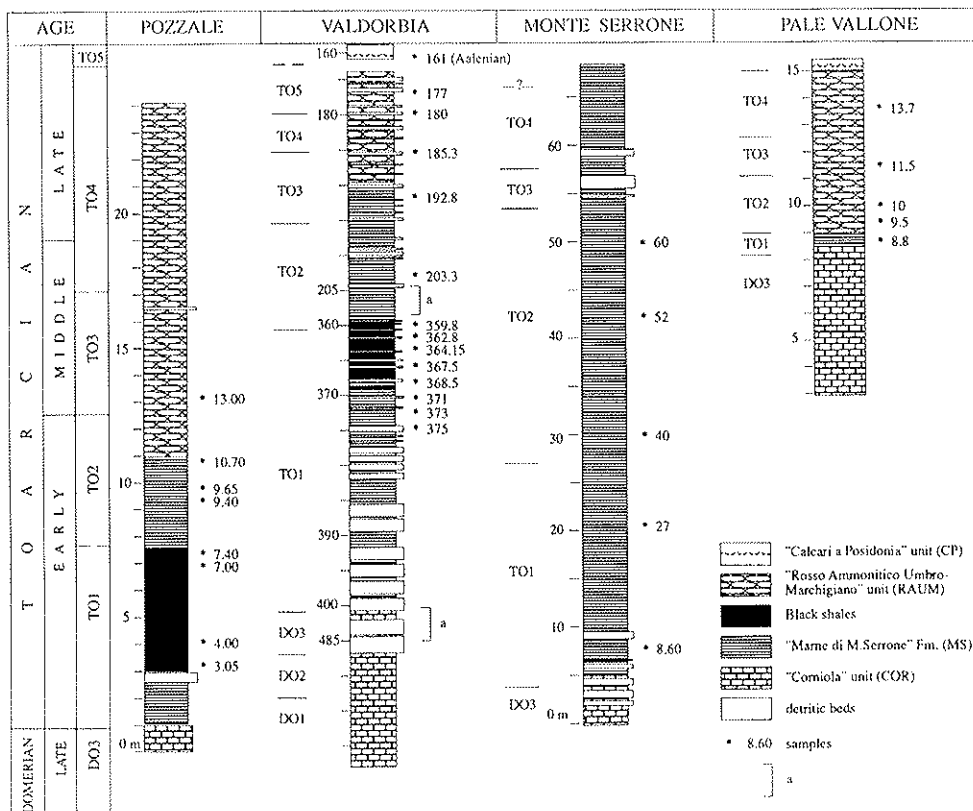 AGE
POZZALE
VALDORBIA
MONTE SERRONE
PALE VALLONE
TOARCIAN
LATE
MIDDLE
EARLY
DOMERIAN
LATE
TO5
TO4
TO3
TO2
TO1
DO3
20
15
10
5
0 m
* 13.00
* 10.70
* 9.65
* 9.40
* 7.40
* 7.00
* 4.00
* 3.05
TO5
TO4
TO3
TO2
TO1
DO3
DO2
DO1
160
180
205
360
370
390
400
485
* 161 (Aalenian)
* 177
* 180
* 185.3
* 192.8
* 203.3
a
* 359.8
* 362.8
* 364.15
* 367.5
* 368.5
* 371
* 373
* 375
a
?
TO4
TO3
TO2
TO1
DO3
60
50
40
30
20
10
0 m
* 60
* 52
* 40
* 27
* 8.60
TO4
TO3
TO2
TO1
DO3
15
10
5
* 13.7
* 11.5
* 10
* 9.5
* 8.8
"Calcari a Posidonia" unit (CP)
"Rosso Ammonitico Umbro-
Marchigiano" unit (RAUM)
Black shales
"Marne di M.Serrone" Fm. (MS)
"Corniola" unit (COR)
detritic beds
* 8.60 samples
a